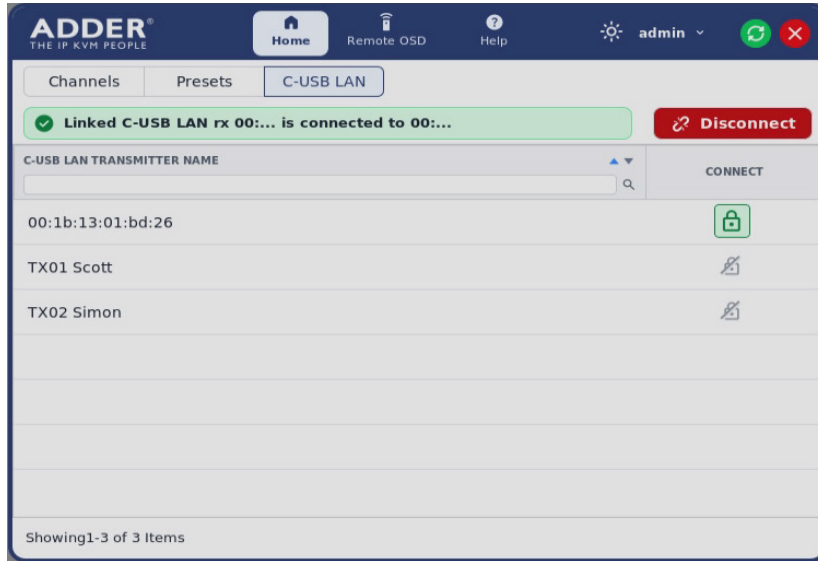 ADDER®
THE IP KVM PEOPLE
Home
Remote OSD
? Help
admin
Channels
Presets
C-USB LAN
Linked C-USB LAN rx 00:... is connected to 00:...
Disconnect
C-USB LAN TRANSMITTER NAME
CONNECT
00:1b:13:01:bd:26
TX01 Scott
TX02 Simon
Showing1-3 of 3 Items